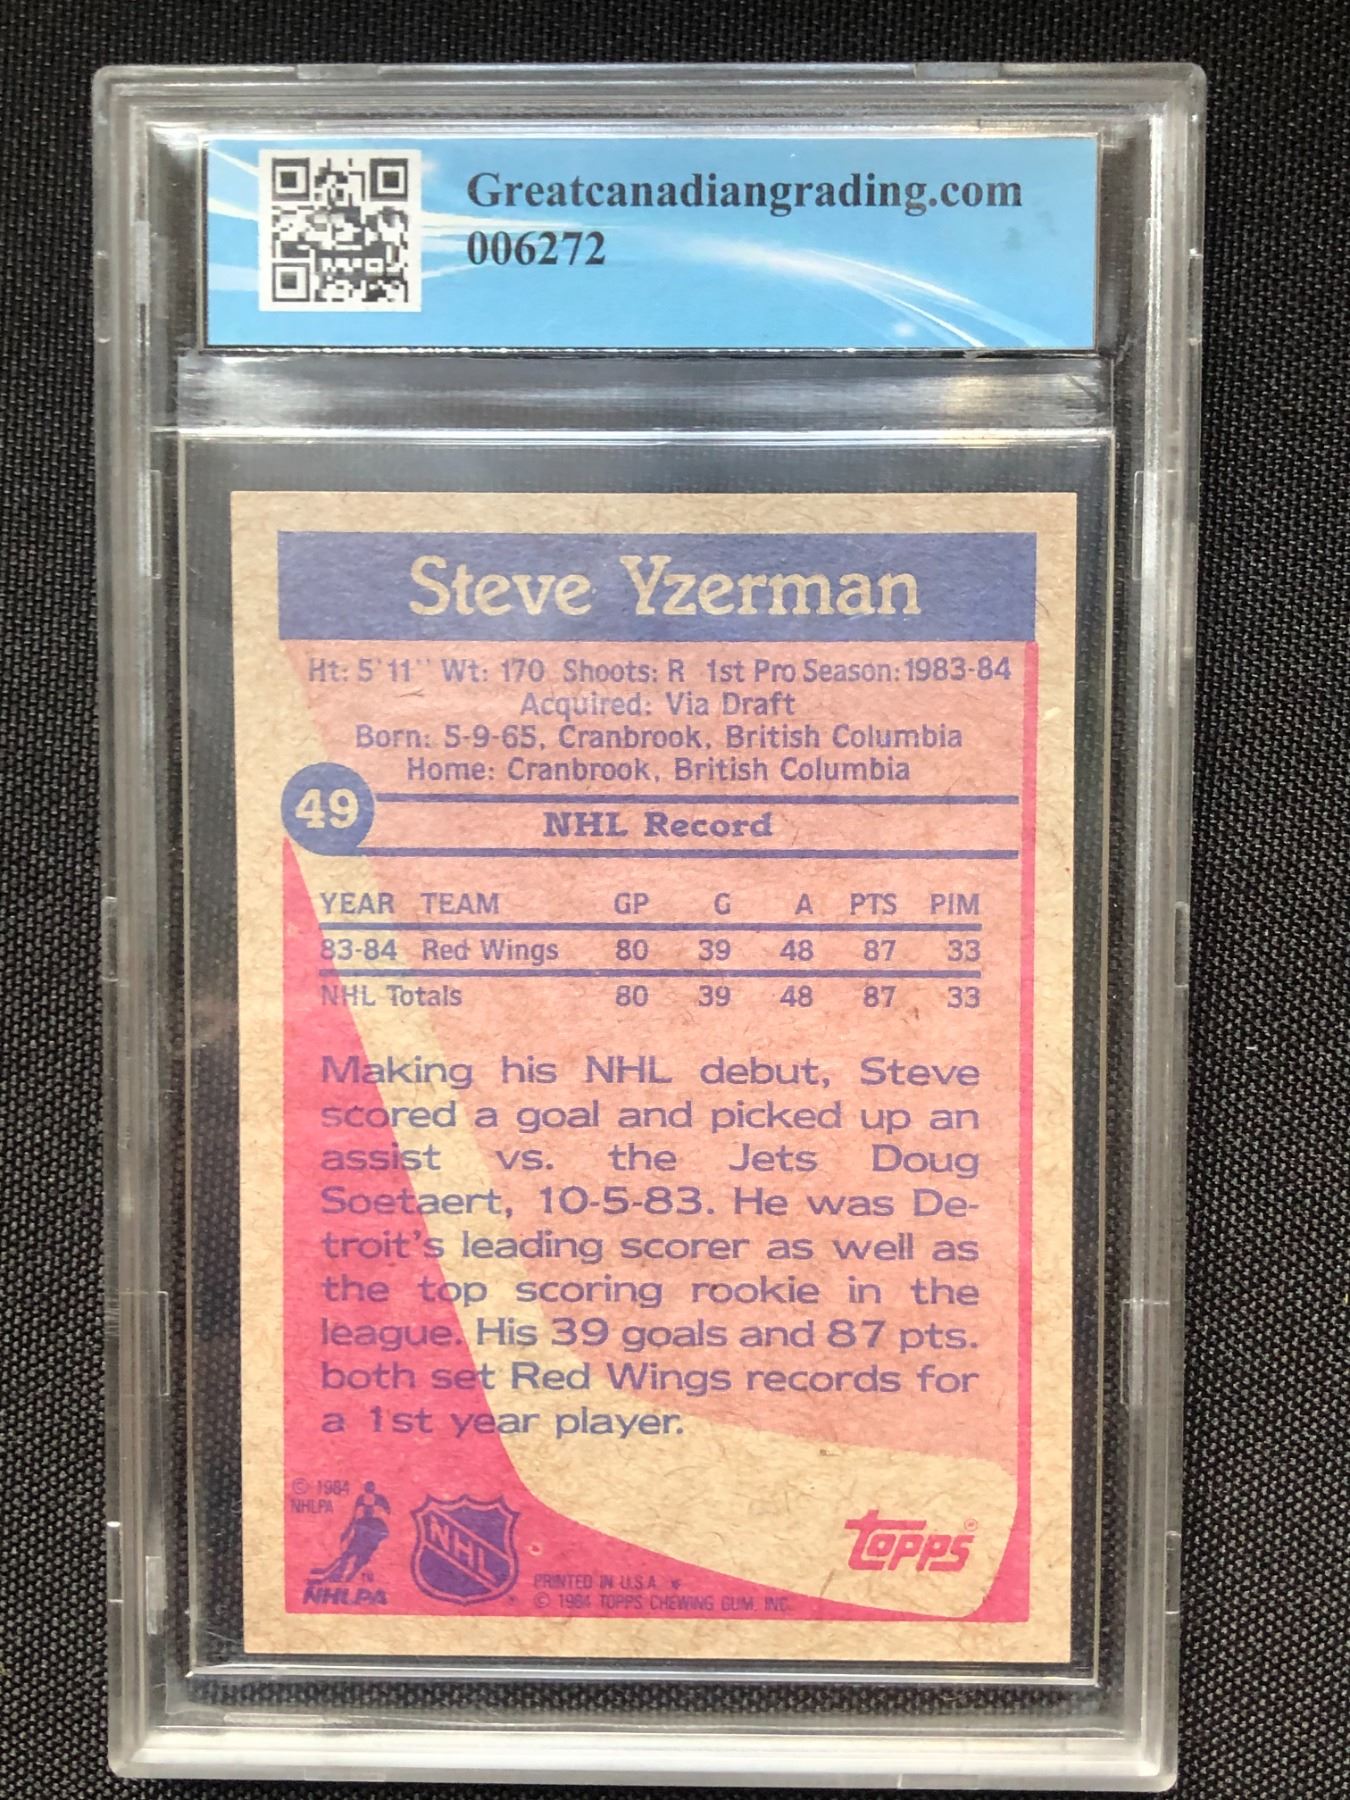 Greatcanadiangrading.com
006272
Steve Yzerman
Ht: 5'11" Wt: 170 Shoots: R 1st Pro Season: 1983-84
Acquired: Via Draft
Born: 5-9-65, Cranbrook, British Columbia
Home: Cranbrook, British Columbia
49
NHL Record
YEAR TEAM GP G A PTS PIM
83-84 Red Wings 80 39 48 87 33
NHL Totals 80 39 48 87 33
Making his NHL debut, Steve
scored a goal and picked up an
assist vs. the Jets Doug
Soetaert, 10-5-83. He was De-
troit's leading scorer as well as
the top scoring rookie in the
league. His 39 goals and 87 pts.
both set Red Wings records for
a 1st year player.
© 1984
NHLPA
TM
NHLPA
NHL
PRINTED IN U.S.A. *
© 1984 TOPPS CHEWING GUM, INC.
TOPPS ®